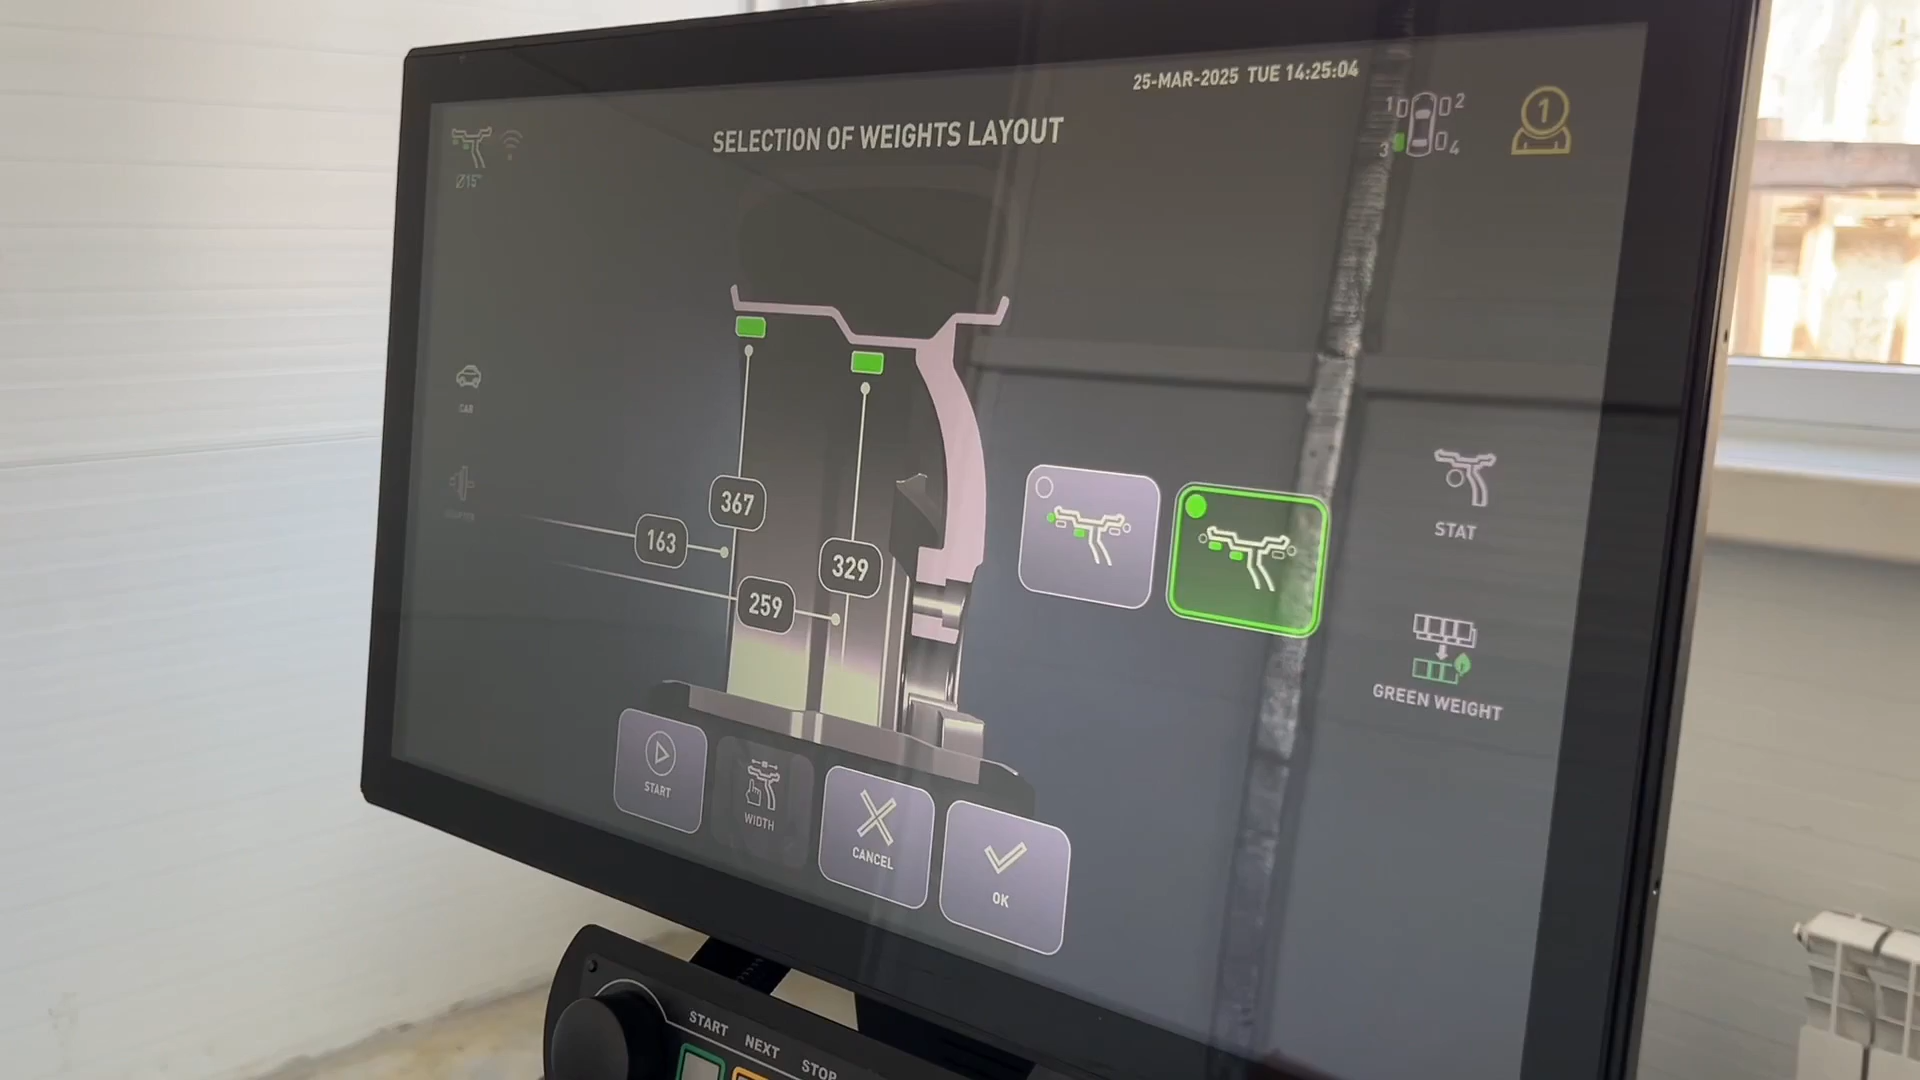 25-MAR-2025 TUE 14:25:04
SELECTION OF WEIGHTS LAYOUT
1 2
3 4
1
Ø15"
CAR
367
163
329
259
STAT
GREEN WEIGHT
START
WIDTH
CANCEL
OK
START
NEXT
STOP